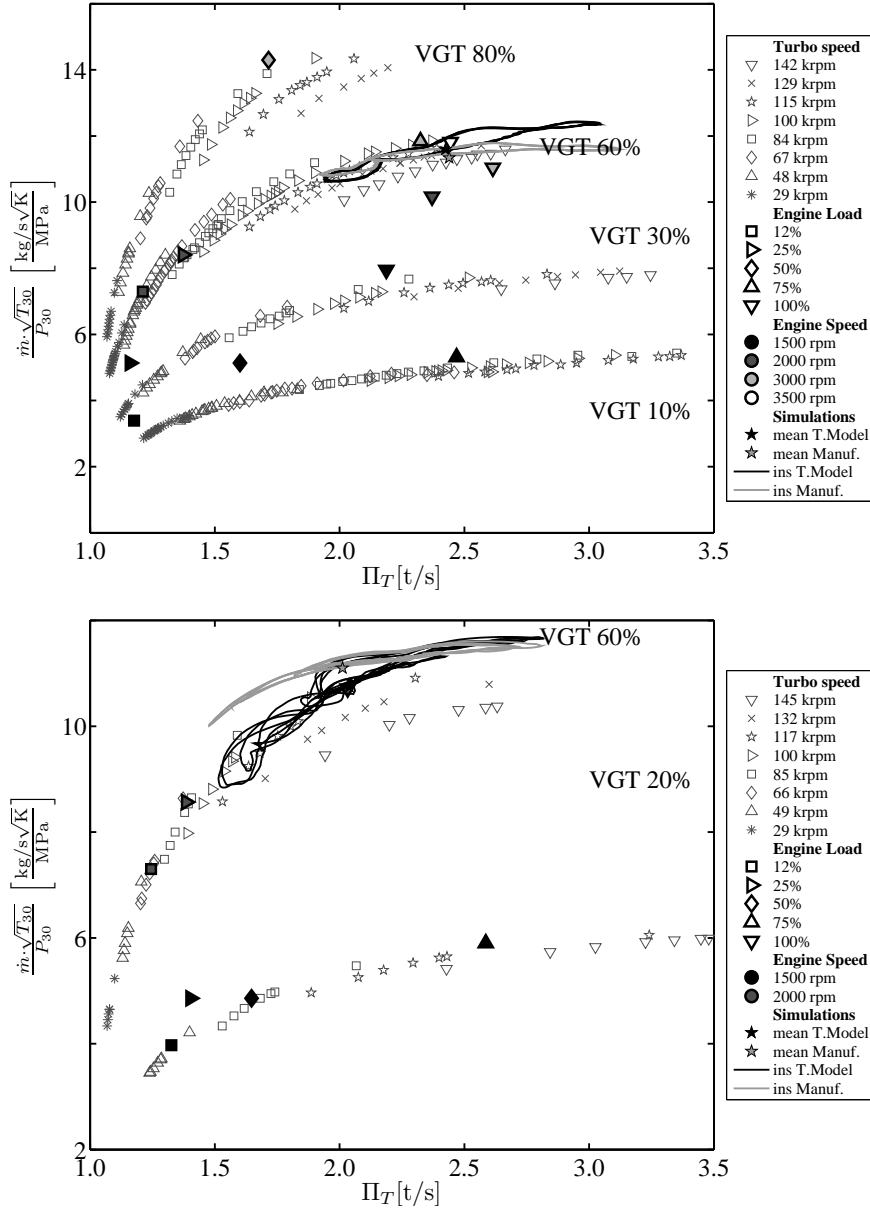 14
10
6
2
1.0
1.5
2.0
2.5
3.0
3.5
Π_T [t/s]
ṁ·√T₃₀ / P₃₀ [kg/s√K / MPa]
VGT 80%
VGT 60%
VGT 30%
VGT 10%
Turbo speed
142 krpm
129 krpm
115 krpm
100 krpm
84 krpm
67 krpm
48 krpm
29 krpm
Engine Load
12%
25%
50%
75%
100%
Engine Speed
1500 rpm
2000 rpm
3000 rpm
3500 rpm
Simulations
mean T.Model
mean Manuf.
ins T.Model
ins Manuf.
10
6
2
1.0
1.5
2.0
2.5
3.0
3.5
Π_T [t/s]
ṁ·√T₃₀ / P₃₀ [kg/s√K / MPa]
VGT 60%
VGT 20%
Turbo speed
145 krpm
132 krpm
117 krpm
100 krpm
85 krpm
66 krpm
49 krpm
29 krpm
Engine Load
12%
25%
50%
75%
100%
Engine Speed
1500 rpm
2000 rpm
Simulations
mean T.Model
mean Manuf.
ins T.Model
ins Manuf.